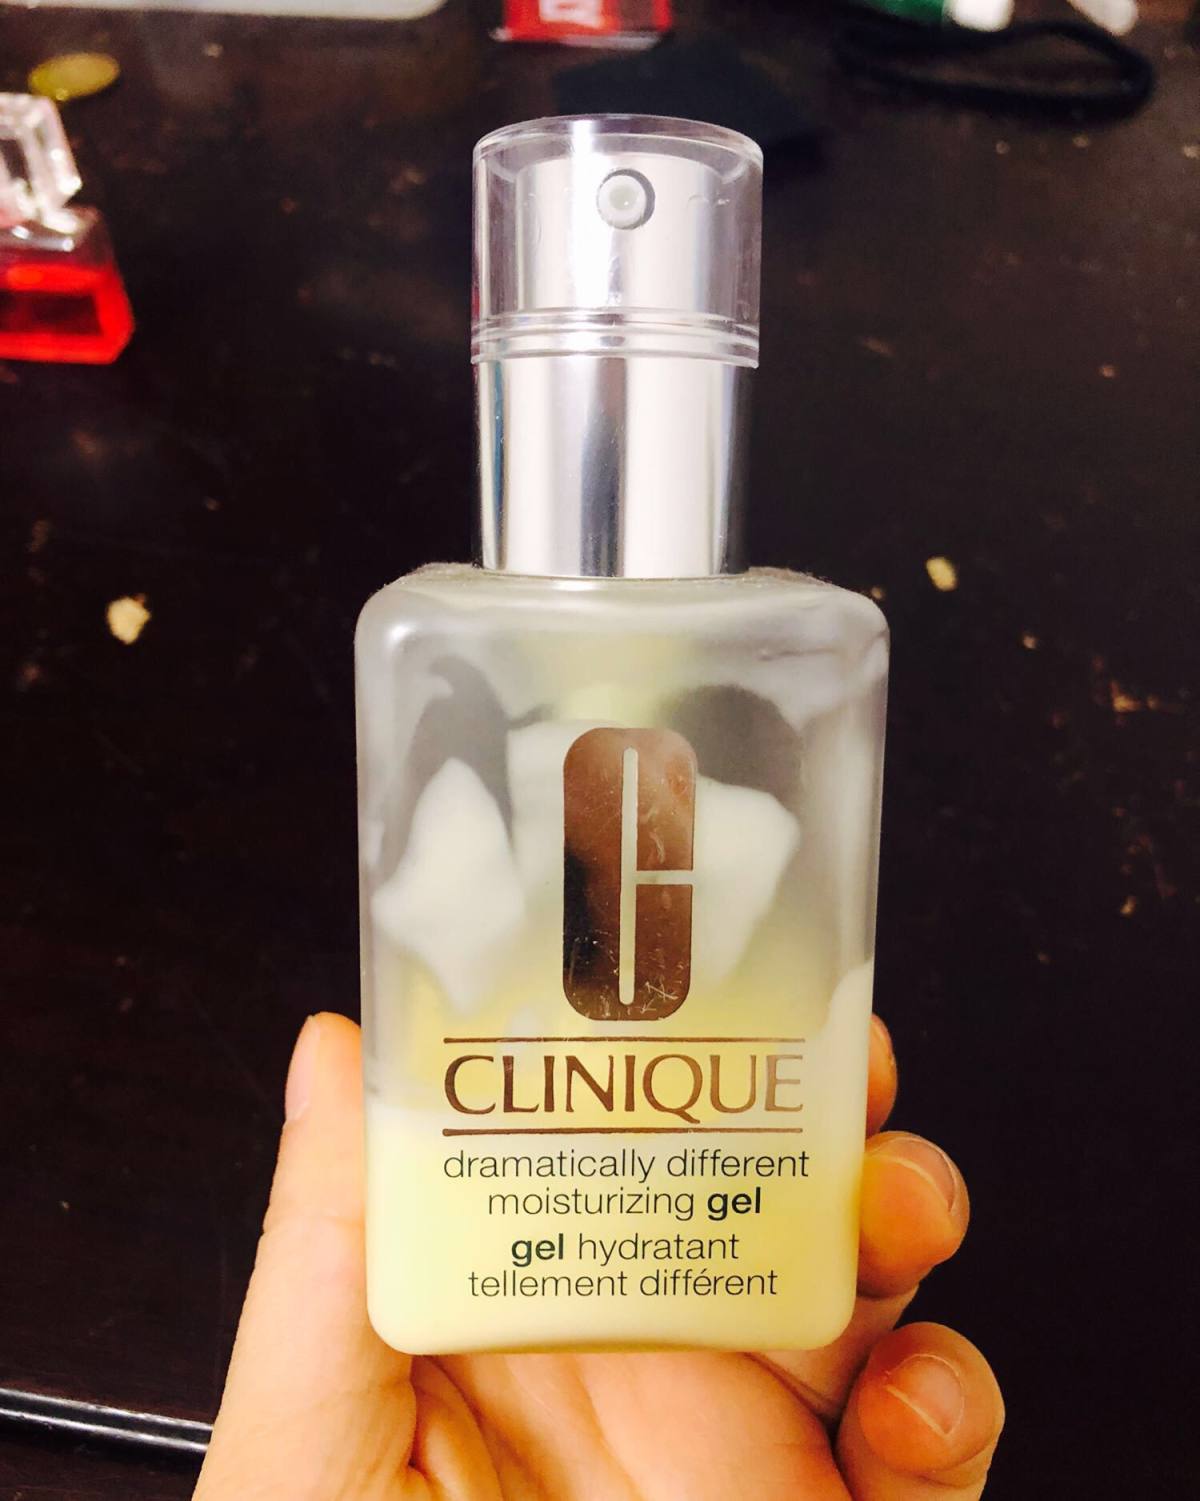 C
CLINIQUE
dramatically different
moisturizing gel
gel hydratant
tellement différent